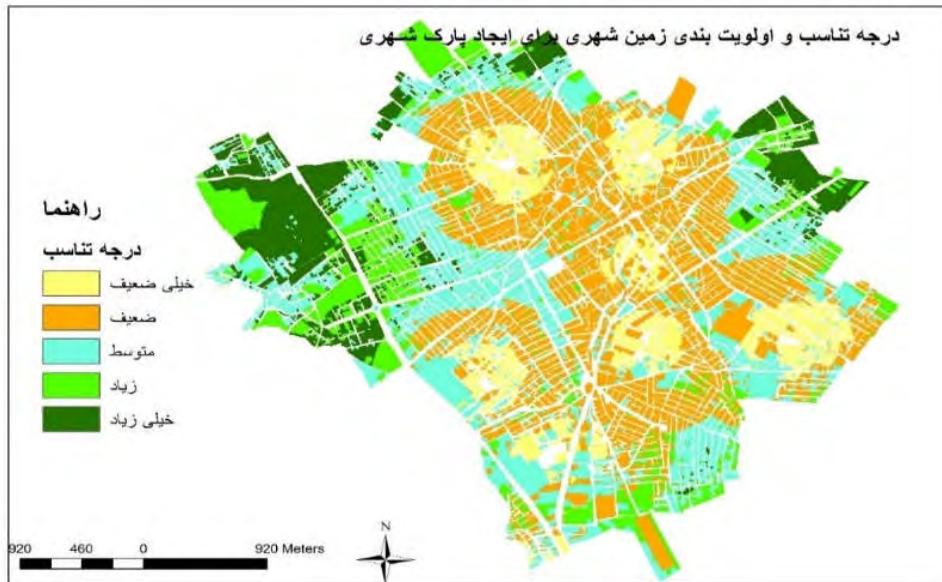 درجه تناسب و اولویت بندی زمین شهری برای ایجاد پارک شهری
راهنما
درجه تناسب
خیلی ضعیف
ضعیف
متوسط
زیاد
خیلی زیاد
N
920 460 0 920 Meters